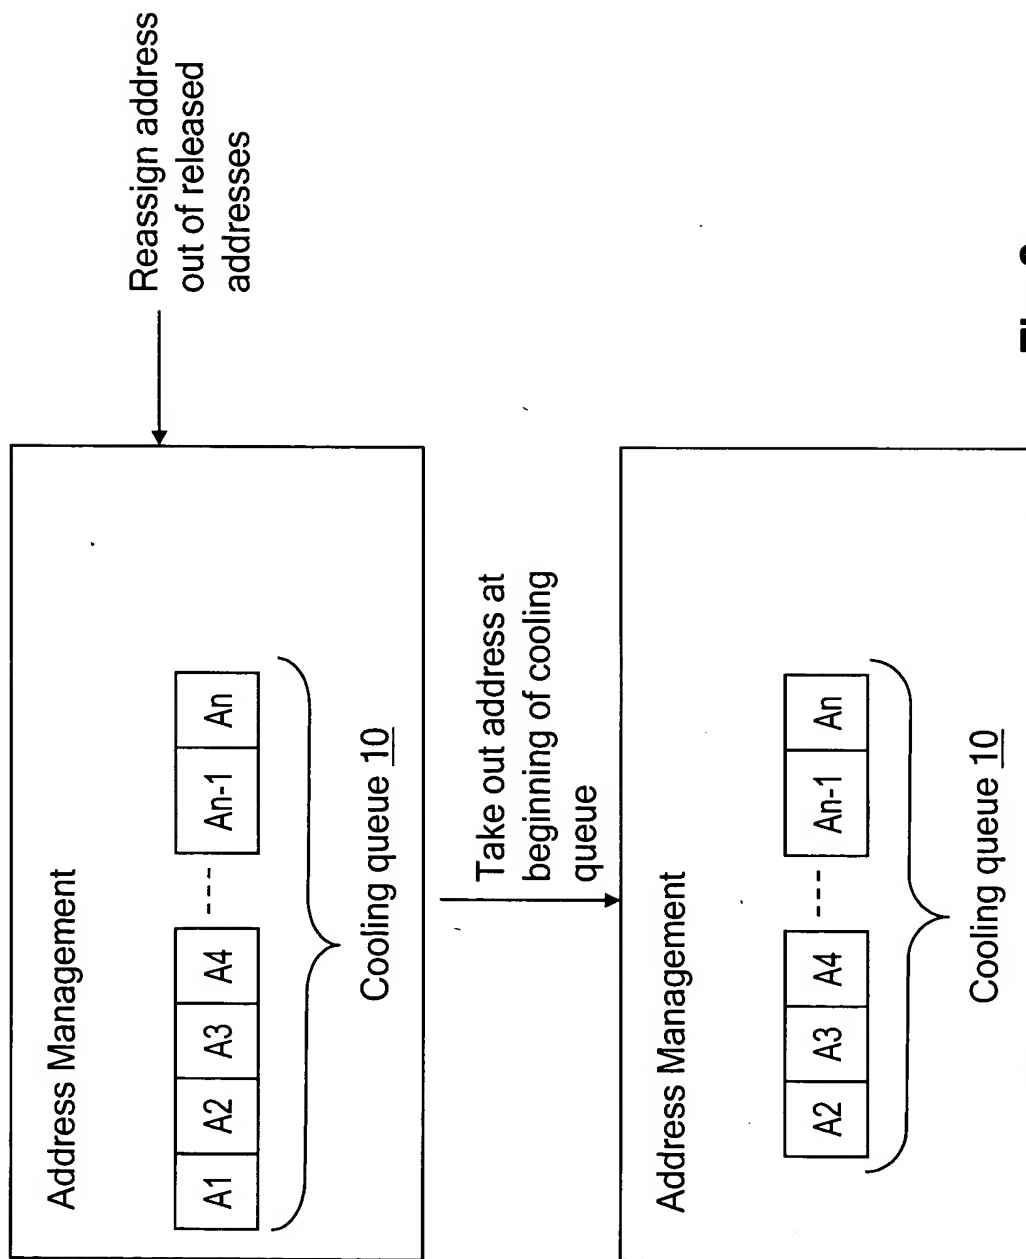 Address Management
Reassign address
out of released
addresses
A1 A2 A3 A4 ---- An-1 An
Cooling queue 10
Take out address at
beginning of cooling
queue
Address Management
A2 A3 A4 ---- An-1 An
Cooling queue 10